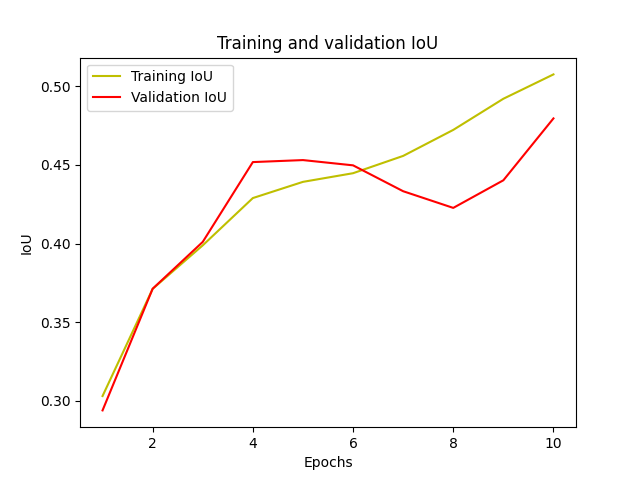 Training and validation IoU
Training IoU
Validation IoU
0.50
0.45
0.40
0.35
0.30
IoU
2
4
6
8
10
Epochs